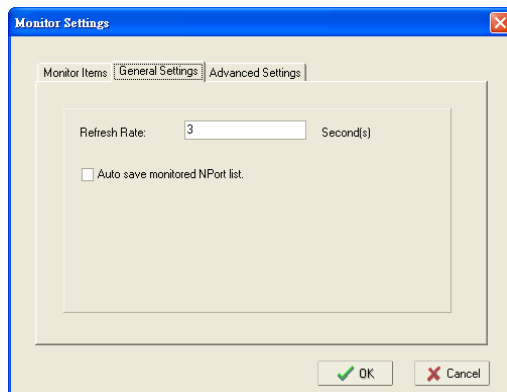 Monitor Settings
Monitor Items General Settings Advanced Settings
Refresh Rate: 3 Second(s)
Auto save monitored NPort list.
OK Cancel